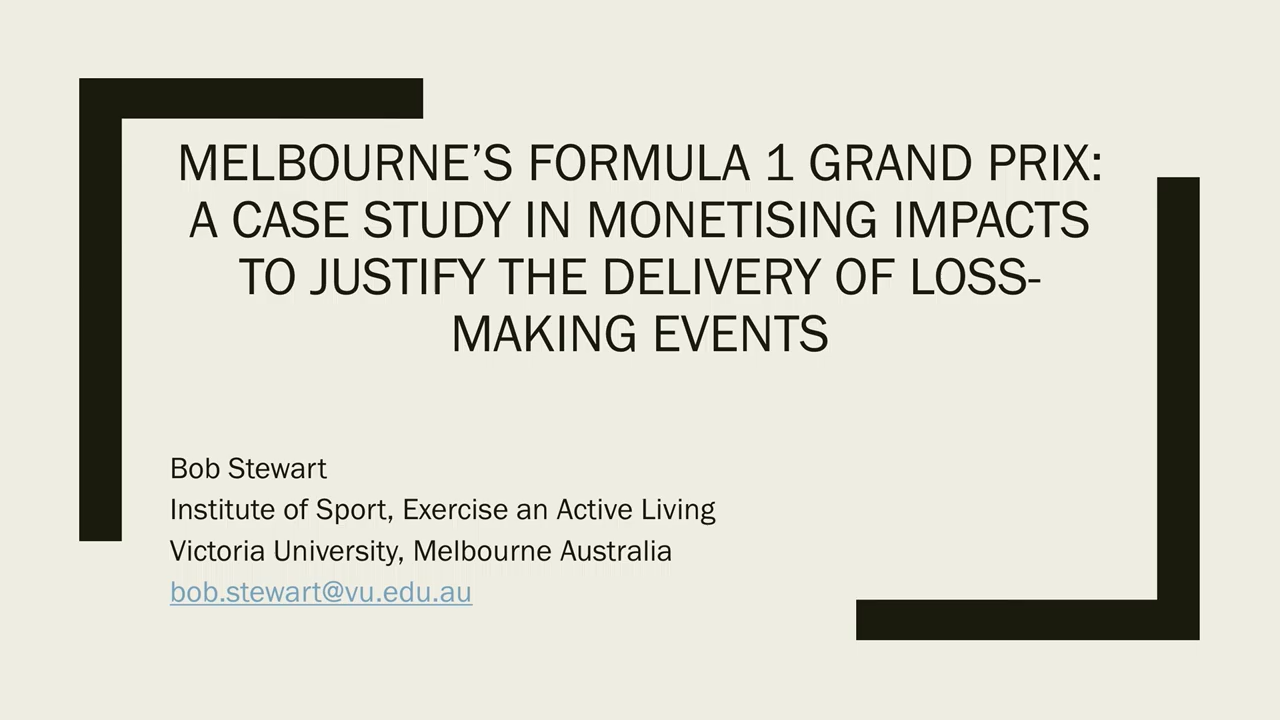 MELBOURNE’S FORMULA 1 GRAND PRIX:
A CASE STUDY IN MONETISING IMPACTS
TO JUSTIFY THE DELIVERY OF LOSS-
MAKING EVENTS
Bob Stewart
Institute of Sport, Exercise an Active Living
Victoria University, Melbourne Australia
bob.stewart@vu.edu.au